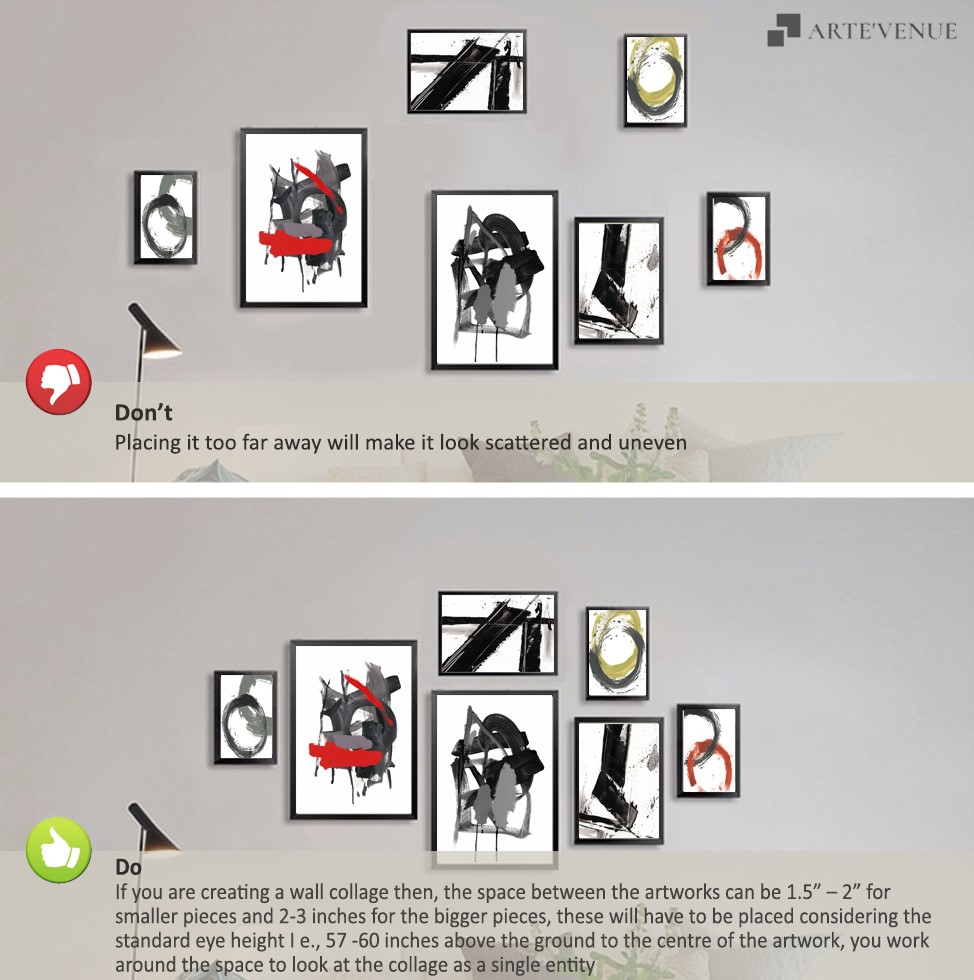 ARTE'VENUE
Don't
Placing it too far away will make it look scattered and uneven
Do
If you are creating a wall collage then, the space between the artworks can be 1.5” – 2” for
smaller pieces and 2-3 inches for the bigger pieces, these will have to be placed considering the
standard eye height I e., 57 -60 inches above the ground to the centre of the artwork, you work
around the space to look at the collage as a single entity